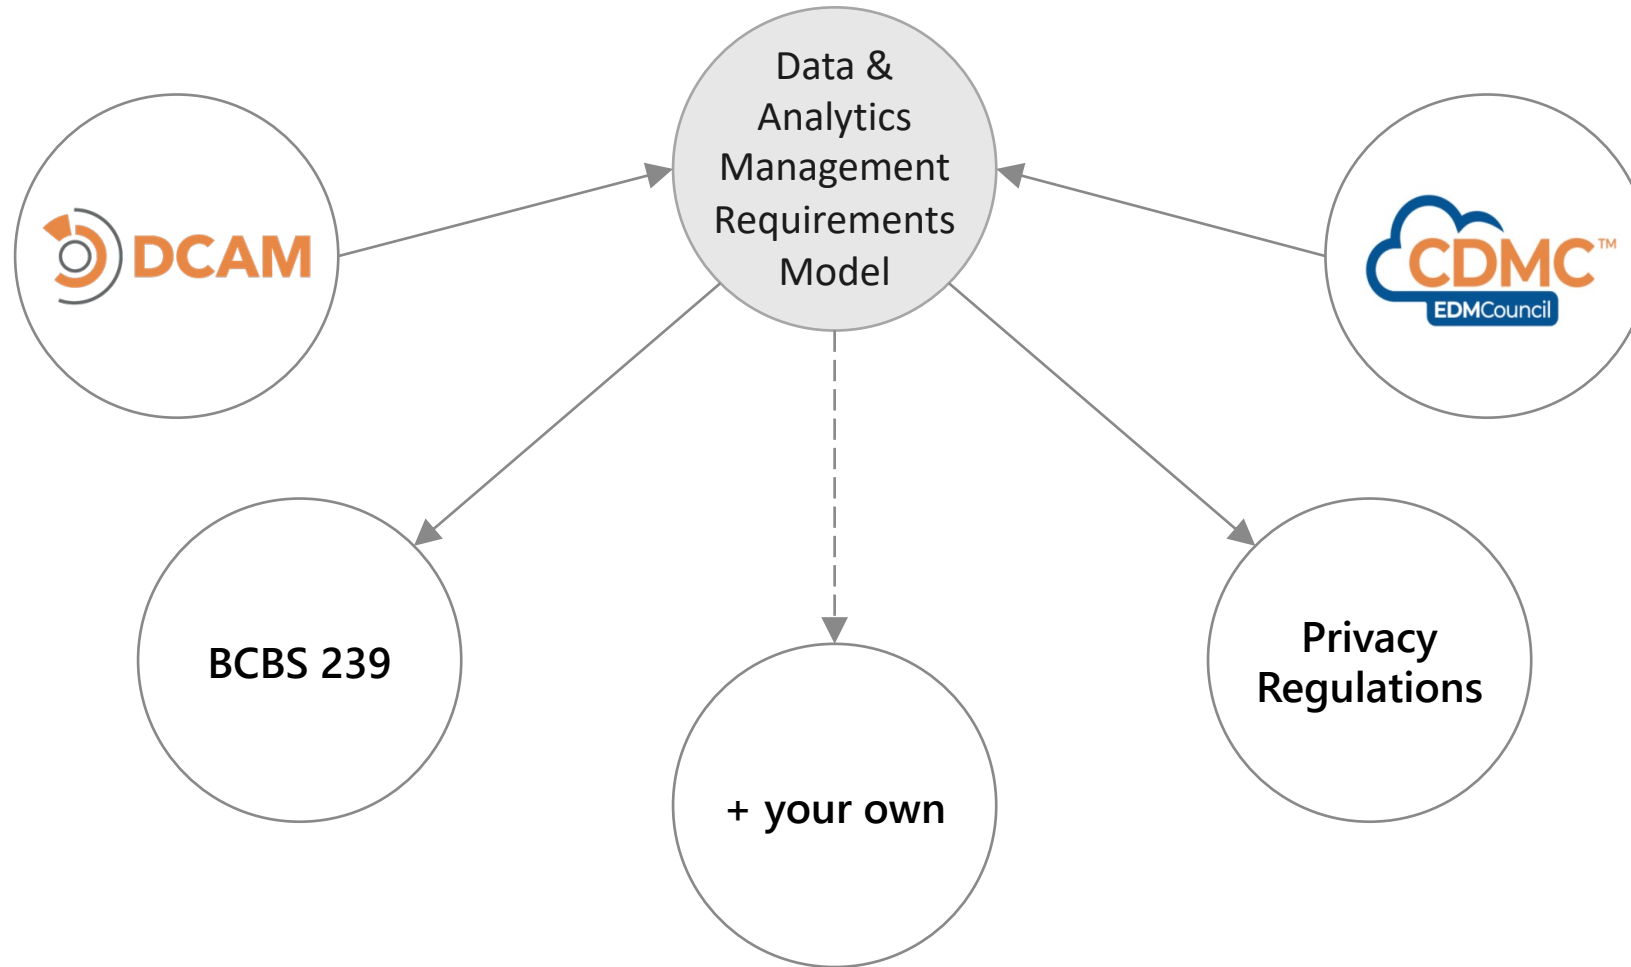 Data &
Analytics
Management
Requirements
Model
DCAM
CDMC™
EDMCouncil
BCBS 239
Privacy
Regulations
+ your own